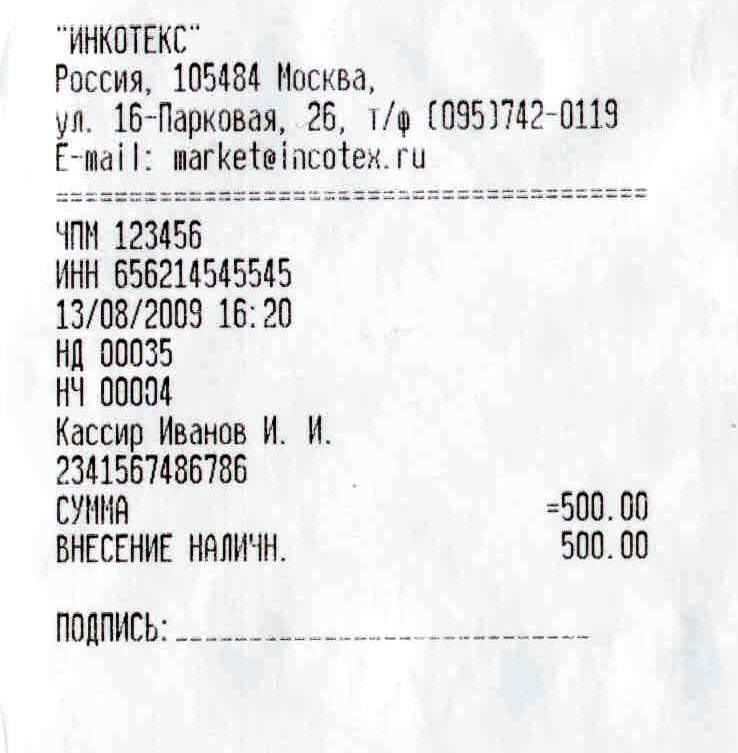 "ИНКОТЕКС"
Россия, 105484 Москва,
ул. 16-Парковая, 26, т/ф (095)742-0119
E-mail: market@incotex.ru
========================================
ЧПМ 123456
ИНН 656214545545
13/08/2009 16:20
НД 00035
НЧ 00004
Кассир Иванов И. И.
2341567486786
СУММА =500.00
ВНЕСЕНИЕ НАЛИЧН. 500.00
ПОДПИСЬ:____________________________